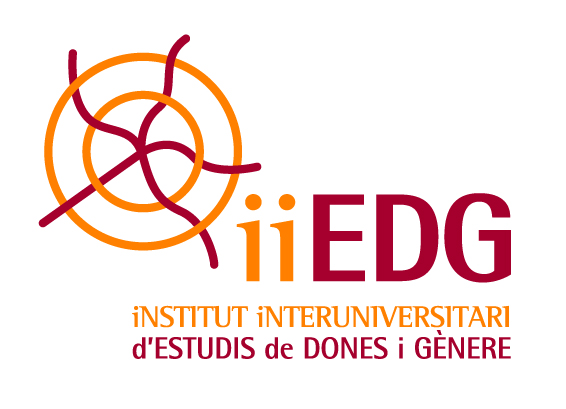 iiEDG
iNSTITUT iNTERUNIVERSITARI
d'ESTUDIS de DONES i GÈNERE